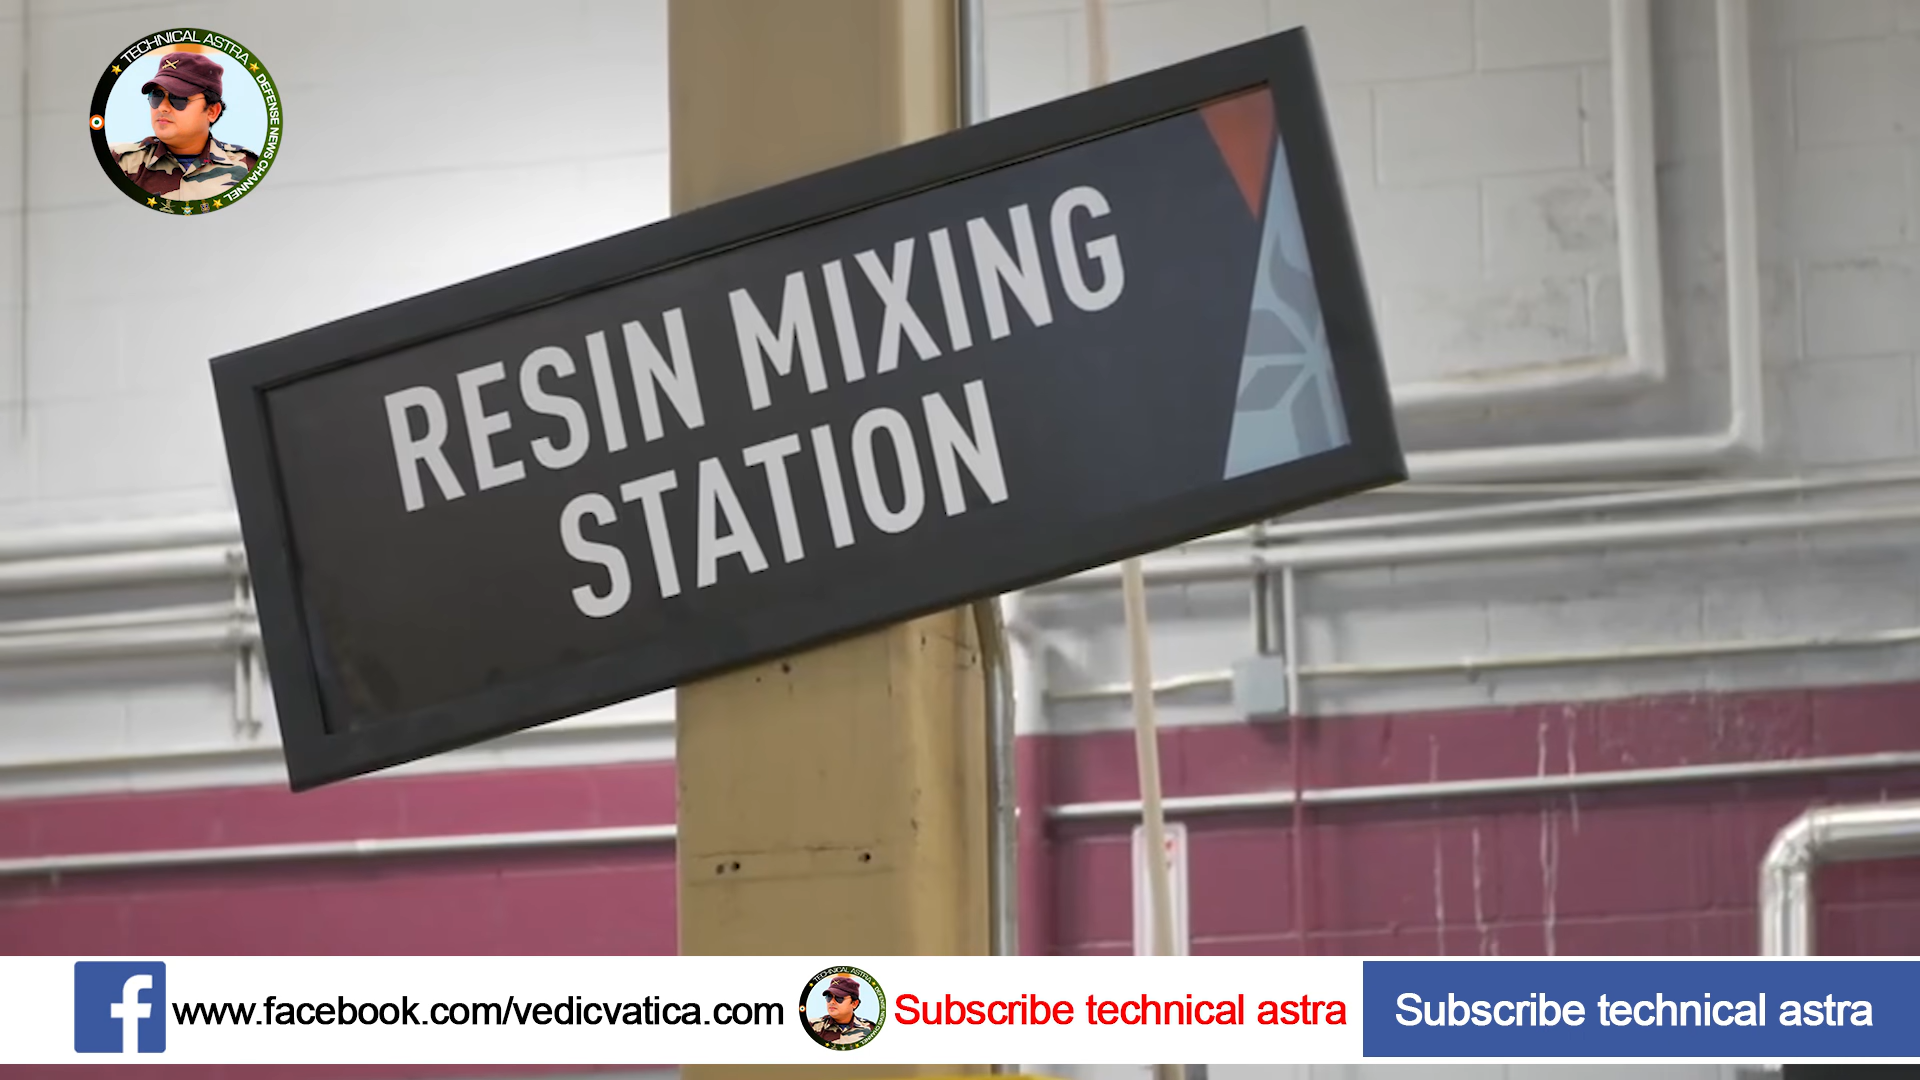 TECHNICAL ASTRA
DEFENSE NEWS CHANNEL
RESIN MIXING
STATION
www.facebook.com/vedicvatica.com
Subscribe technical astra
Subscribe technical astra